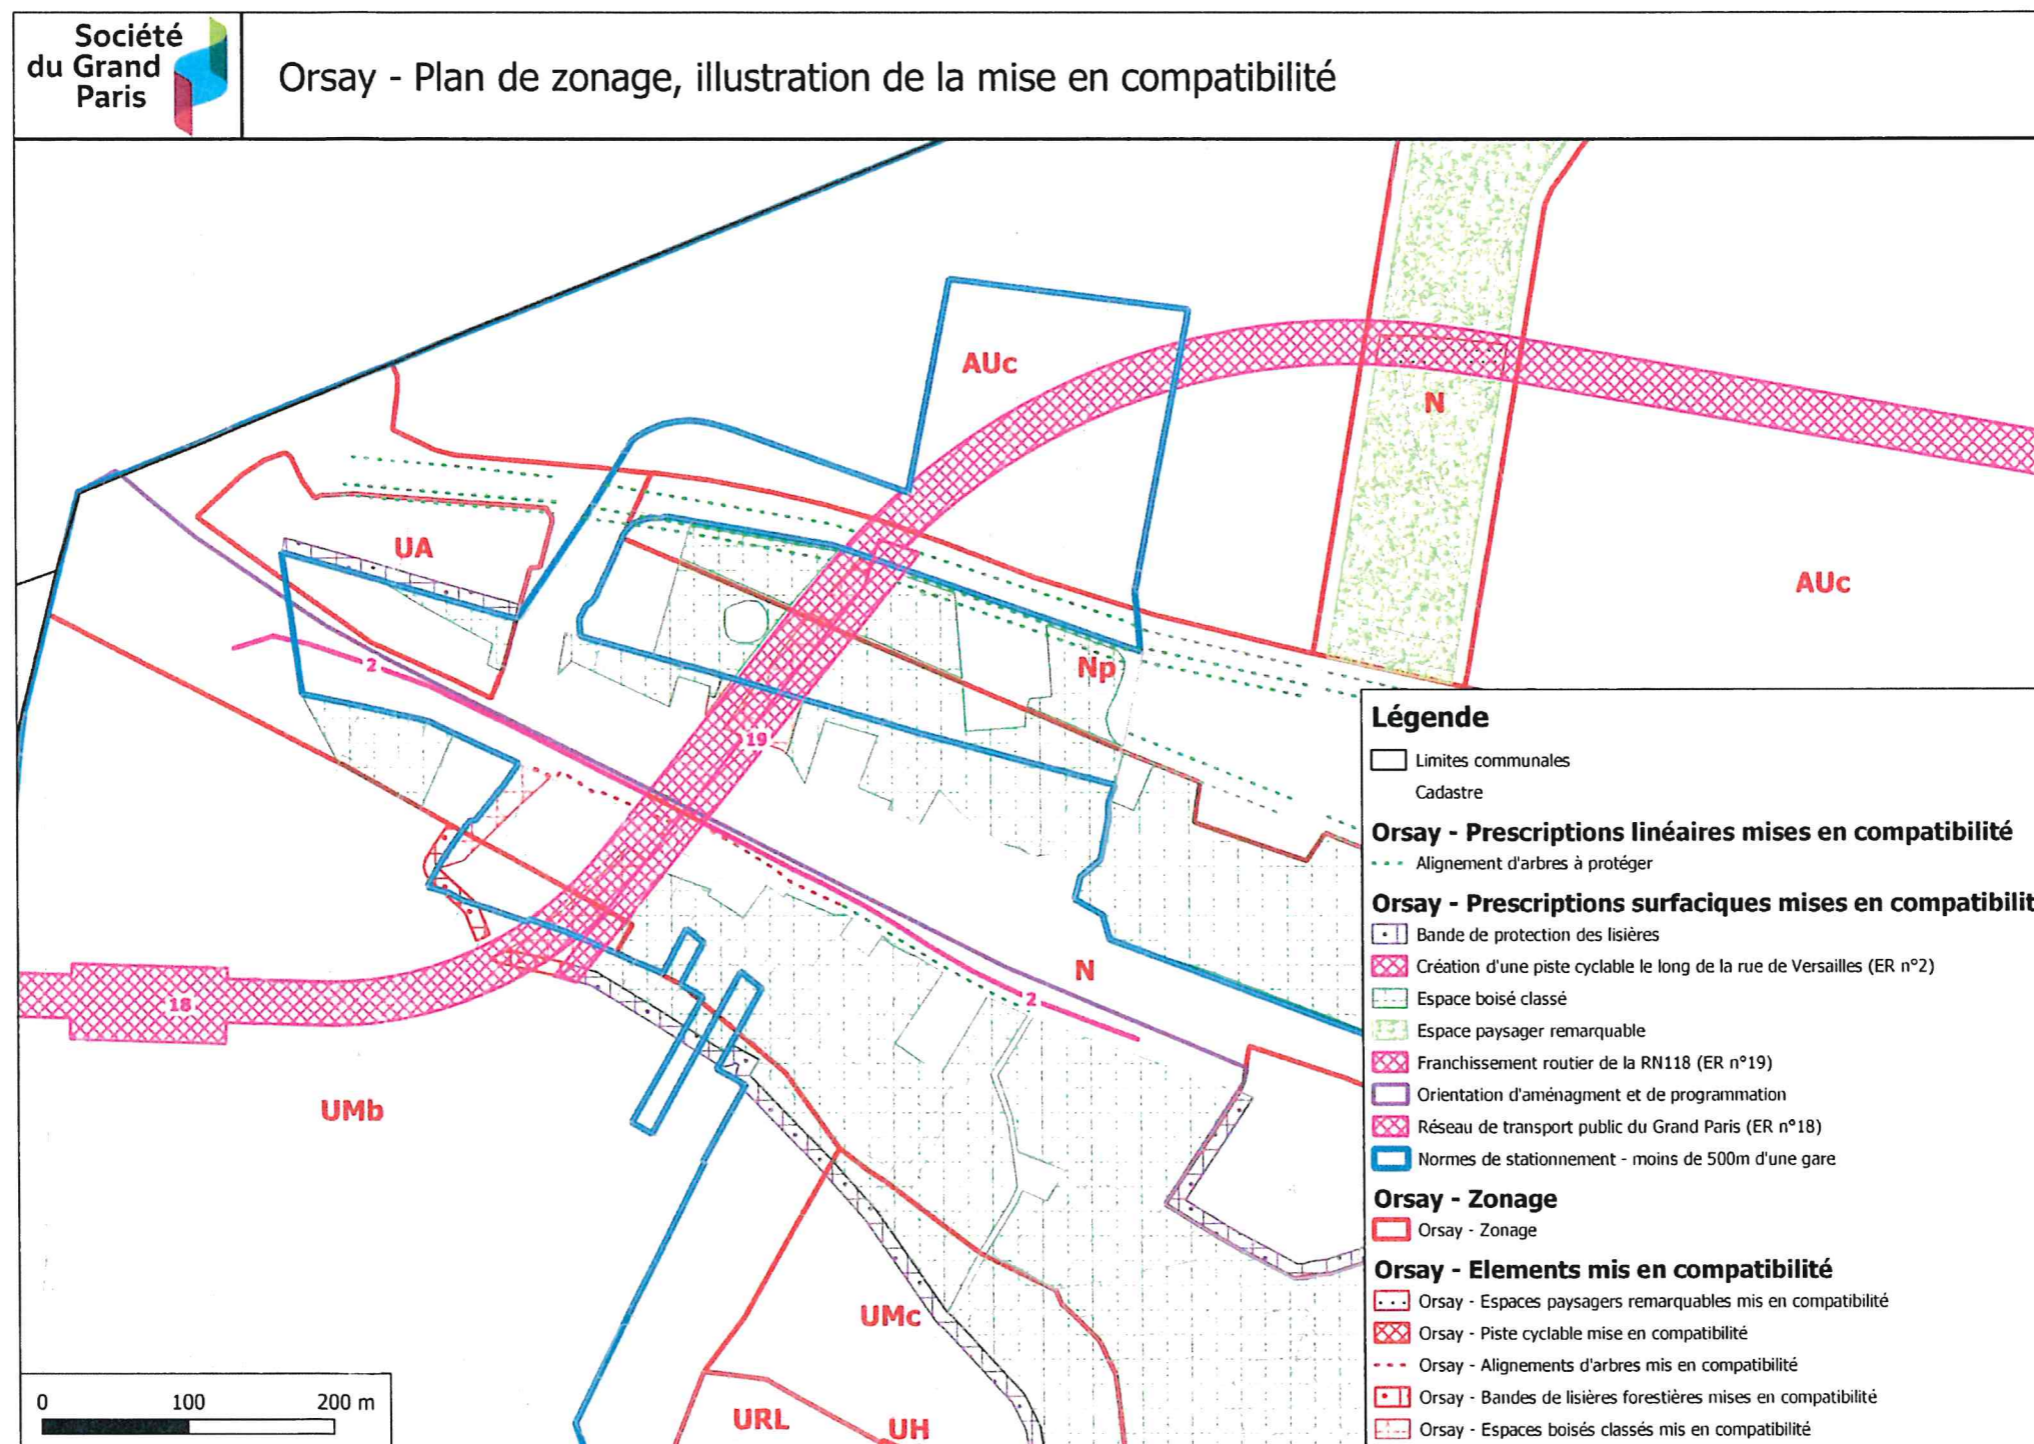 Société
du Grand
Paris
Orsay - Plan de zonage, illustration de la mise en compatibilité
AUc
N
AUc
UA
Np
2
19
N
2
18
UMb
UMc
URL
UH
0 100 200 m
Légende
Limites communales
Cadastre
Orsay - Prescriptions linéaires mises en compatibilité
Alignement d'arbres à protéger
Orsay - Prescriptions surfaciques mises en compatibilit
Bande de protection des lisières
Création d'une piste cyclable le long de la rue de Versailles (ER n°2)
Espace boisé classé
Espace paysager remarquable
Franchissement routier de la RN118 (ER n°19)
Orientation d'aménagment et de programmation
Réseau de transport public du Grand Paris (ER n°18)
Normes de stationnement - moins de 500m d'une gare
Orsay - Zonage
Orsay - Zonage
Orsay - Elements mis en compatibilité
Orsay - Espaces paysagers remarquables mis en compatibilité
Orsay - Piste cyclable mise en compatibilité
Orsay - Alignements d'arbres mis en compatibilité
Orsay - Bandes de lisières forestières mises en compatibilité
Orsay - Espaces boisés classés mis en compatibilité